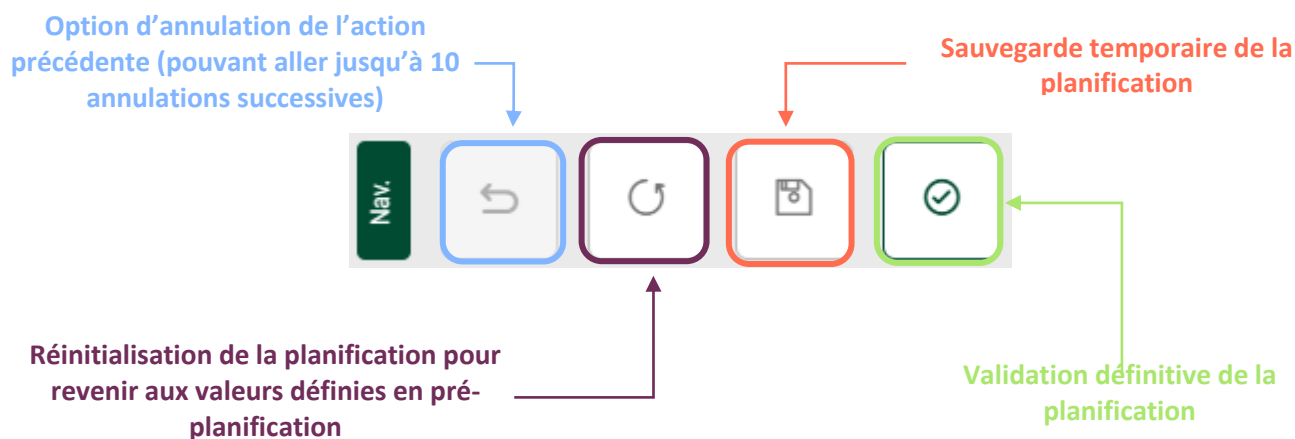 Option d’annulation de l’action
précédente (pouvant aller jusqu’à 10
annulations successives)
Sauvegarde temporaire de la
planification
Nav.
Réinitialisation de la planification pour
revenir aux valeurs définies en pré-
planification
Validation définitive de la
planification